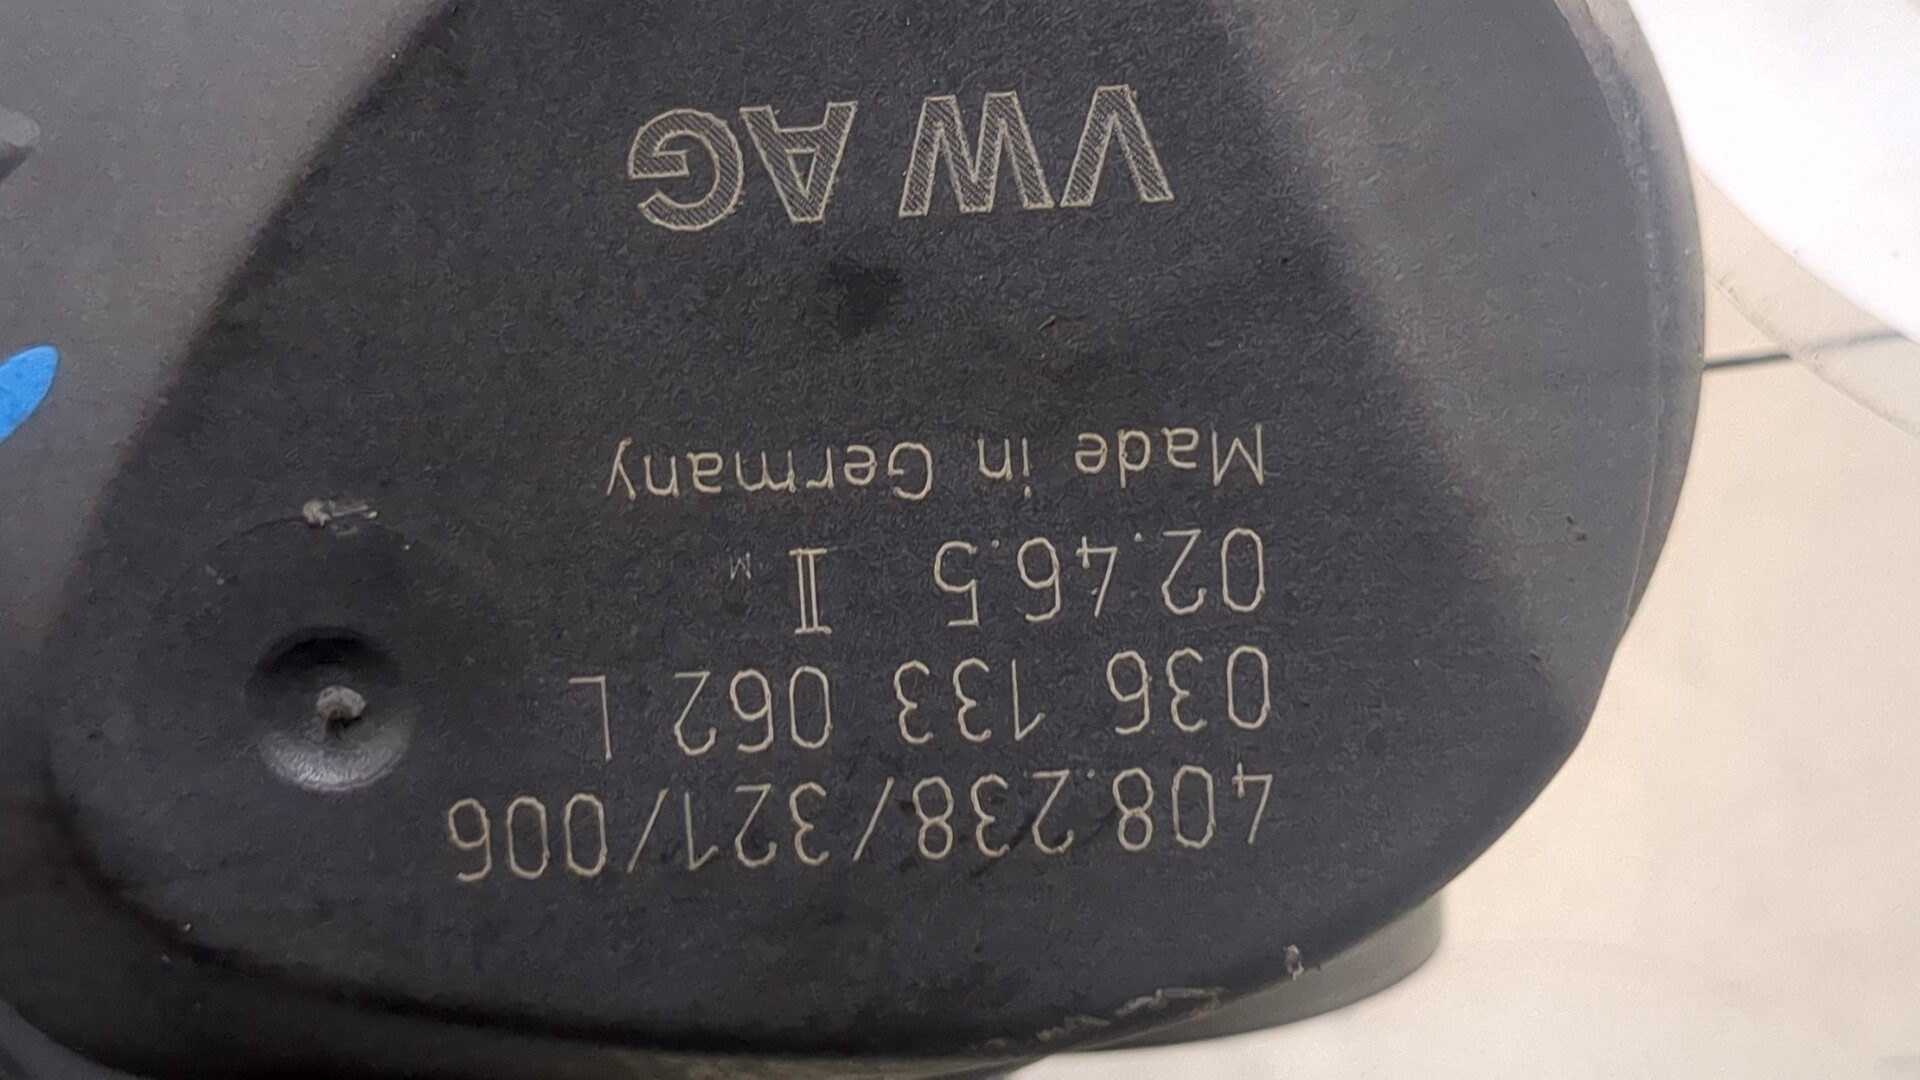 408.238/321/006
036 133 062 L
02.46.5 II M
Made in Germany
VW AG